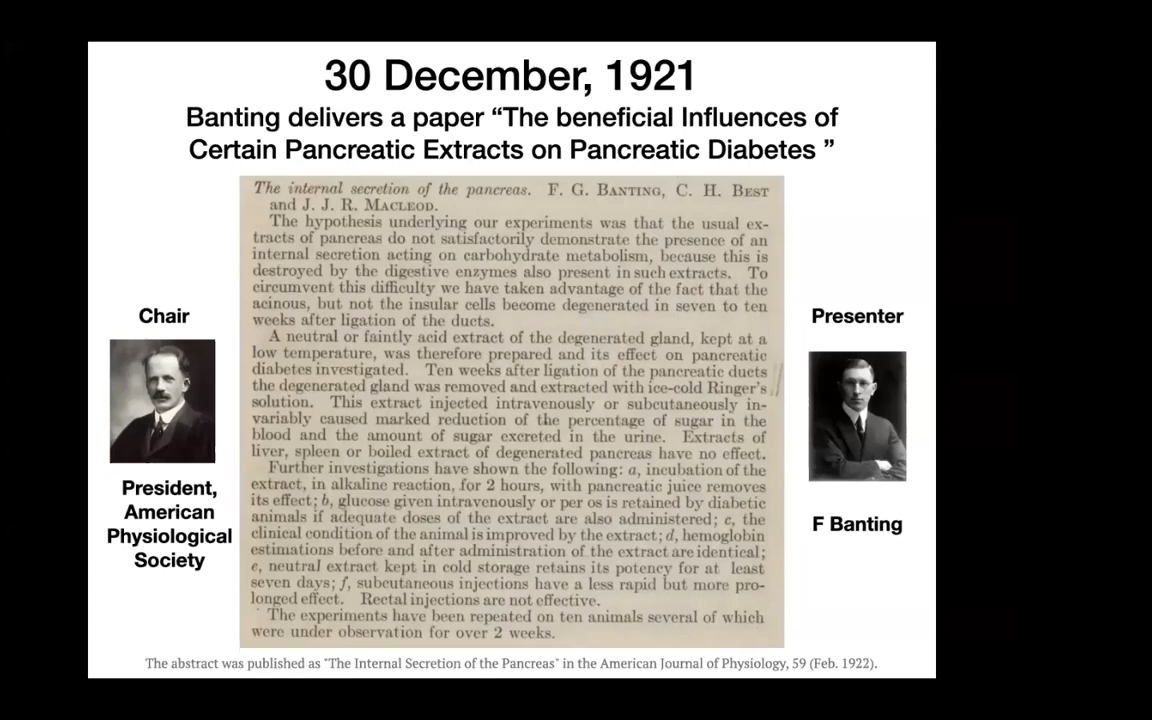 30 December, 1921
Banting delivers a paper “The beneficial Influences of
Certain Pancreatic Extracts on Pancreatic Diabetes ”
The internal secretion of the pancreas. F. G. BANTING, C. H. BEST
and J. J. R. MACLEOD.
The hypothesis underlying our experiments was that the usual ex-
tracts of pancreas do not satisfactorily demonstrate the presence of an
internal secretion acting on carbohydrate metabolism, because this is
destroyed by the digestive enzymes also present in such extracts. To
circumvent this difficulty we have taken advantage of the fact that the
acinous, but not the insular cells become degenerated in seven to ten
weeks after ligation of the ducts.
A neutral or faintly acid extract of the degenerated gland, kept at a
low temperature, was therefore prepared and its effect on pancreatic
diabetes investigated. Ten weeks after ligation of the pancreatic ducts
the degenerated gland was removed and extracted with ice-cold Ringer's
solution. This extract injected intravenously or subcutaneously in-
variably caused marked reduction of the percentage of sugar in the
blood and the amount of sugar excreted in the urine. Extracts of
liver, spleen or boiled extract of degenerated pancreas have no effect.
Further investigations have shown the following: a, incubation of the
extract, in alkaline reaction, for 2 hours, with pancreatic juice removes
its effect; b, glucose given intravenously or per os is retained by diabetic
animals if adequate doses of the extract are also administered; c, the
clinical condition of the animal is improved by the extract; d, hemoglobin
estimations before and after administration of the extract are identical;
e, neutral extract kept in cold storage retains its potency for at least
seven days; f, subcutaneous injections have a less rapid but more pro-
longed effect. Rectal injections are not effective.
The experiments have been repeated on ten animals several of which
were under observation for over 2 weeks.
Chair
President,
American
Physiological
Society
Presenter
F Banting
The abstract was published as "The Internal Secretion of the Pancreas" in the American Journal of Physiology, 59 (Feb. 1922).